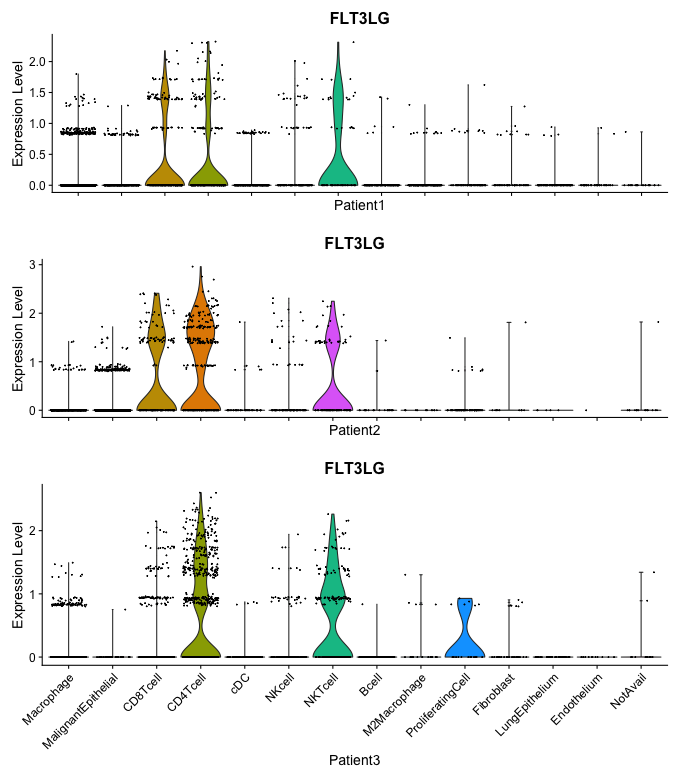 FLT3LG
Expression Level
2.0
1.5
1.0
0.5
0.0
Patient1
FLT3LG
Expression Level
3
2
1
0
Patient2
FLT3LG
Expression Level
2
1
0
Macrophage
MalignantEpithelial
CD8Tcell
CD4Tcell
cDC
NKcell
NKTcell
Bcell
M2Macrophage
ProliferatingCell
Fibroblast
LungEpithelium
Endothelium
NotAvail
Patient3